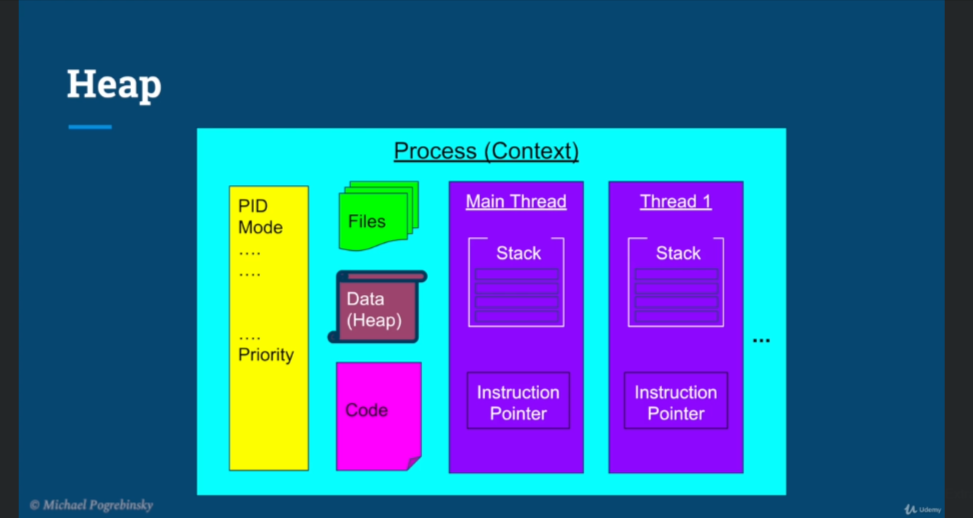 Heap
Process (Context)
PID
Mode
....
....
....
Priority
Files
Data
(Heap)
Code
Main Thread
Stack
Instruction
Pointer
Thread 1
Stack
Instruction
Pointer
...
© Michael Pogrebinsky
Udemy